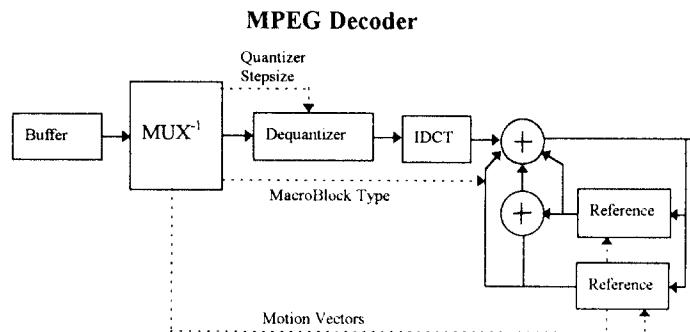 MPEG Decoder
Quantizer
Stepsize
Buffer
MUX⁻¹
Dequantizer
IDCT
+
MacroBlock Type
+
Reference
Reference
Motion Vectors